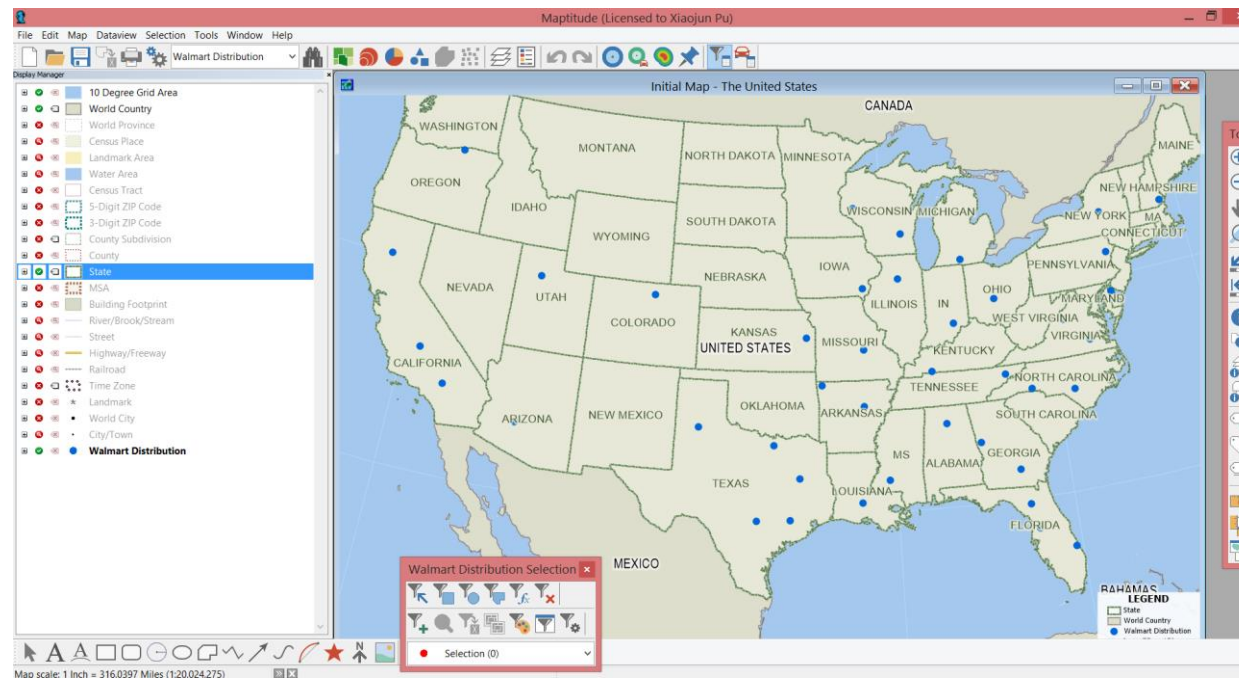 Maptitude (Licensed to Xiaojun Pu)
File Edit Map Dataview Selection Tools Window Help
Walmart Distribution
Display Manager
10 Degree Grid Area
World Country
World Province
Census Place
Landmark Area
Water Area
Census Tract
5-Digit ZIP Code
3-Digit ZIP Code
County Subdivision
County
State
MSA
Building Footprint
River/Brook/Stream
Street
Highway/Freeway
Railroad
Time Zone
Landmark
World City
City/Town
Walmart Distribution
Initial Map - The United States
CANADA
WASHINGTON
MONTANA
NORTH DAKOTA
MINNESOTA
MAINE
OREGON
IDAHO
SOUTH DAKOTA
WISCONSIN
MICHIGAN
NEW HAMPSHIRE
NEW YORK
MA
CONNECTICUT
WYOMING
IOWA
PENNSYLVANIA
NEBRASKA
NEVADA
UTAH
ILLINOIS
IN
OHIO
MARYLAND
WEST VIRGINIA
COLORADO
KANSAS
UNITED STATES
MISSOURI
KENTUCKY
VIRGINIA
CALIFORNIA
TENNESSEE
NORTH CAROLINA
ARIZONA
NEW MEXICO
OKLAHOMA
ARKANSAS
SOUTH CAROLINA
MS
ALABAMA
GEORGIA
TEXAS
LOUISIANA
FLORIDA
MEXICO
BAHAMAS
LEGEND
State
World Country
Walmart Distribution
Walmart Distribution Selection
Selection (0)
To
Map scale: 1 Inch = 316.0397 Miles (1:20,024,275)